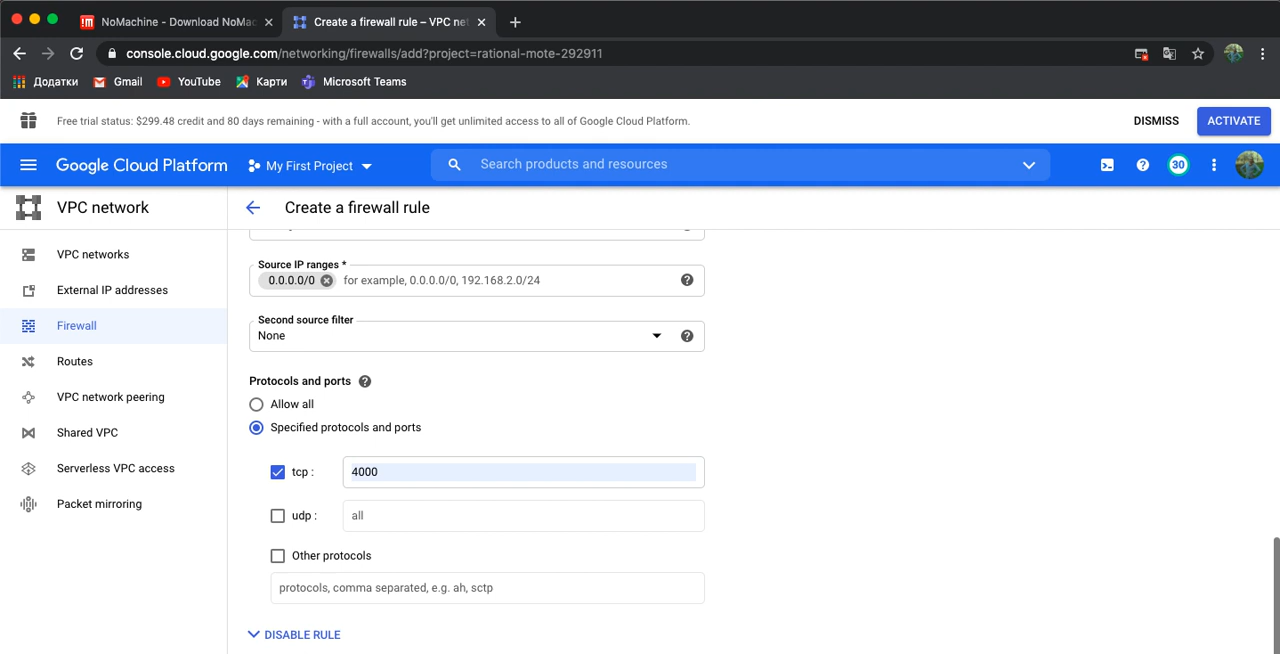 NoMachine - Download NoMac
Create a firewall rule – VPC net
console.cloud.google.com/networking/firewalls/add?project=rational-mote-292911
Додатки Gmail YouTube Карти Microsoft Teams
Free trial status: $299.48 credit and 80 days remaining - with a full account, you'll get unlimited access to all of Google Cloud Platform.
DISMISS ACTIVATE
Google Cloud Platform My First Project Search products and resources 30
VPC network
Create a firewall rule
VPC networks
External IP addresses
Firewall
Routes
VPC network peering
Shared VPC
Serverless VPC access
Packet mirroring
Source IP ranges *
0.0.0.0/0 for example, 0.0.0.0/0, 192.168.2.0/24
Second source filter
None
Protocols and ports
Allow all
Specified protocols and ports
tcp : 4000
udp : all
Other protocols
protocols, comma separated, e.g. ah, sctp
DISABLE RULE